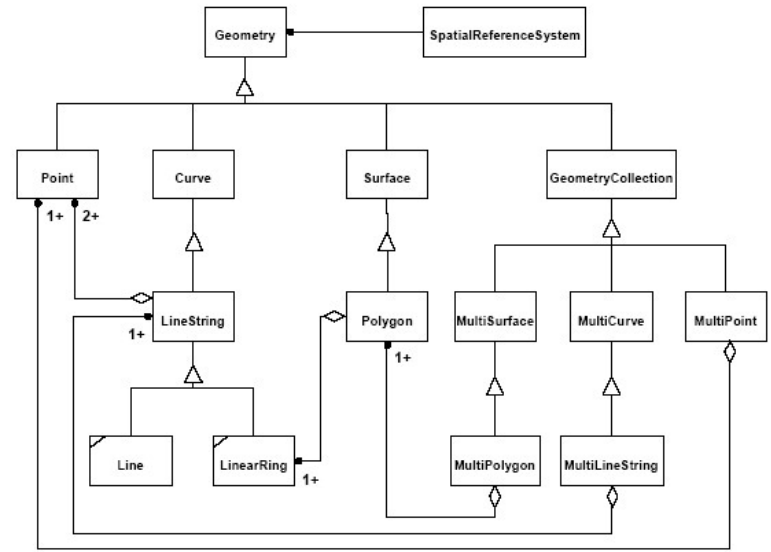 Geometry
SpatialReferenceSystem
Point
Curve
Surface
GeometryCollection
1+
2+
LineString
Polygon
MultiSurface
MultiCurve
MultiPoint
1+
1+
Line
LinearRing
MultiPolygon
MultiLineString
1+